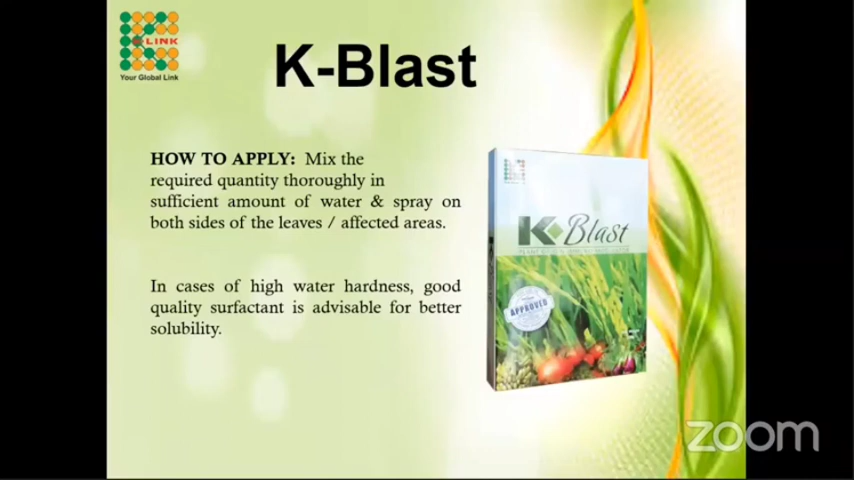 K-LINK
Your Global Link
K-Blast
HOW TO APPLY: Mix the
required quantity thoroughly in
sufficient amount of water & spray on
both sides of the leaves / affected areas.
In cases of high water hardness, good
quality surfactant is advisable for better
solubility.
K Blast
APPROVED
zoom